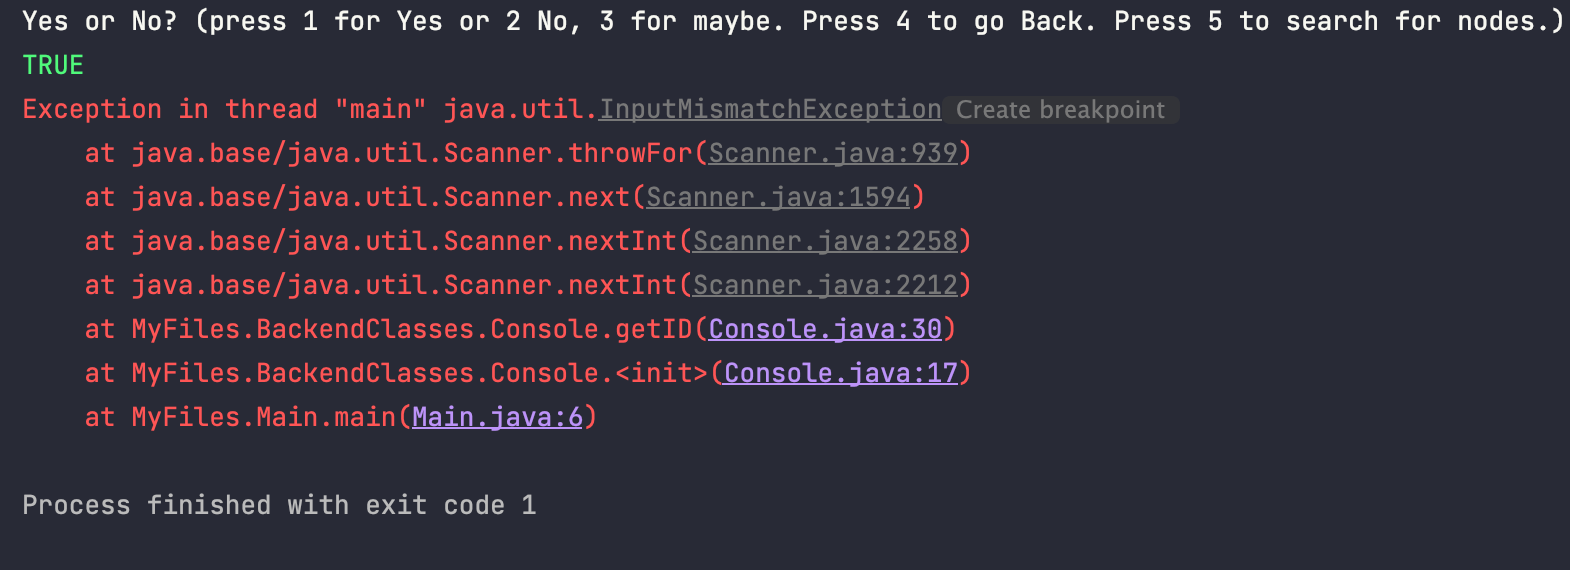 Yes or No? (press 1 for Yes or 2 No, 3 for maybe. Press 4 to go Back. Press 5 to search for nodes.)
TRUE
Exception in thread "main" java.util.InputMismatchException Create breakpoint
    at java.base/java.util.Scanner.throwFor(Scanner.java:939)
    at java.base/java.util.Scanner.next(Scanner.java:1594)
    at java.base/java.util.Scanner.nextInt(Scanner.java:2258)
    at java.base/java.util.Scanner.nextInt(Scanner.java:2212)
    at MyFiles.BackendClasses.Console.getID(Console.java:30)
    at MyFiles.BackendClasses.Console.<init>(Console.java:17)
    at MyFiles.Main.main(Main.java:6)
Process finished with exit code 1